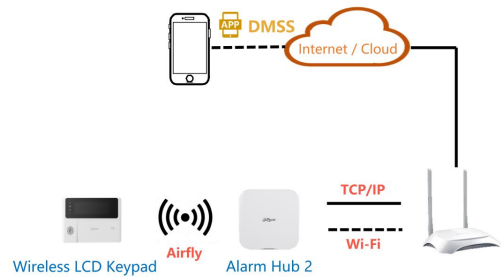 APP DMSS
Internet / Cloud
TCP/IP
Wi-Fi
Airfly
Wireless LCD Keypad
Alarm Hub 2